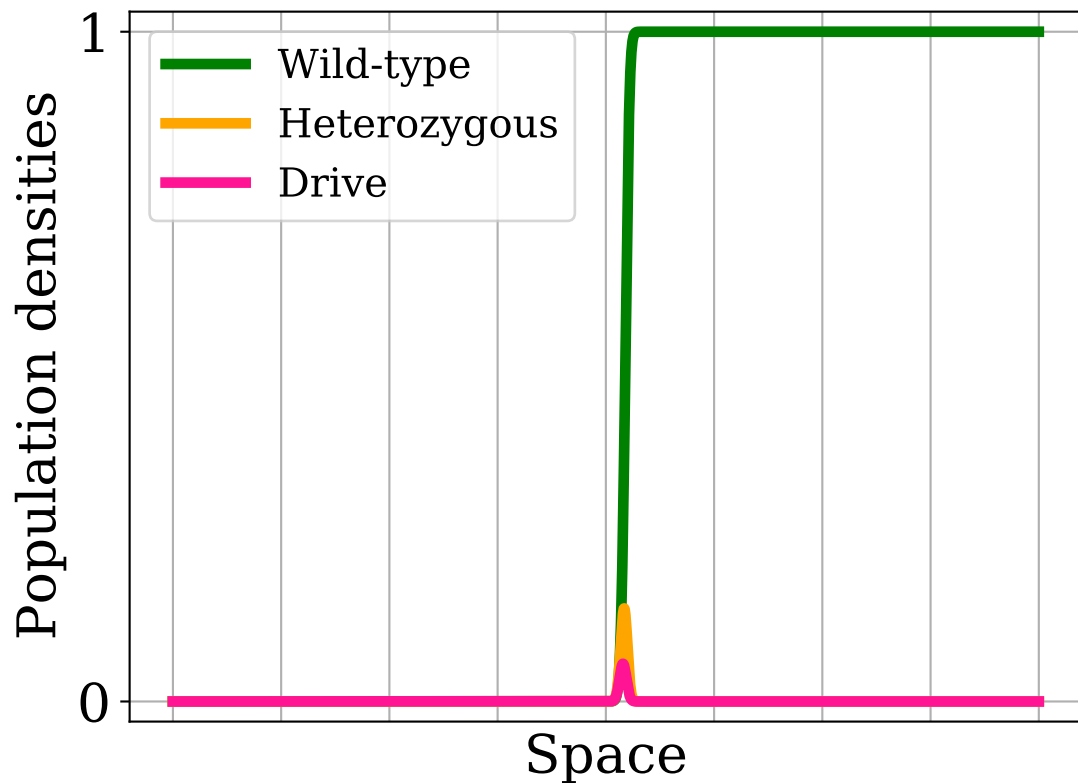 1
Wild-type
Heterozygous
Drive
Population densities
0
Space